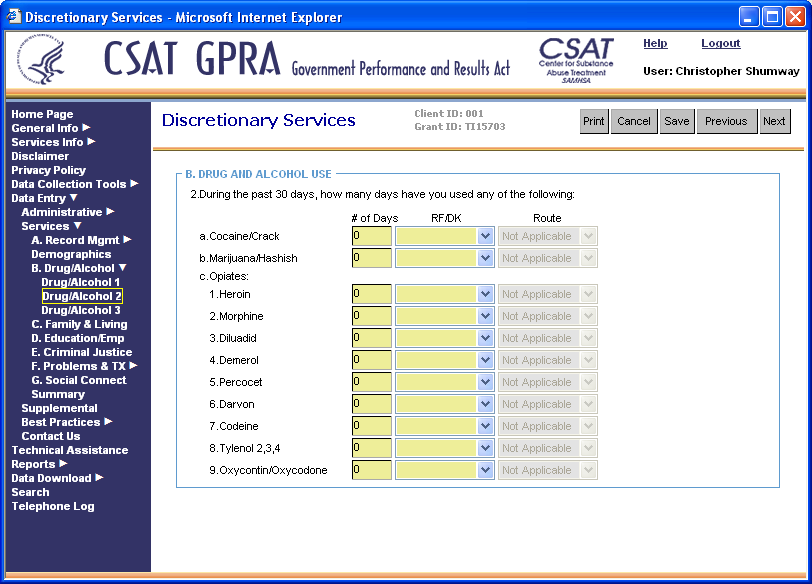 Discretionary Services - Microsoft Internet Explorer
CSAT GPRA Government Performance and Results Act
CSAT
Center for Substance
Abuse Treatment
SAMHSA
Help Logout
User: Christopher Shumway
Home Page
General Info
Services Info
Disclaimer
Privacy Policy
Data Collection Tools
Data Entry
Administrative
Services
A. Record Mgmt
Demographics
B. Drug/Alcohol
Drug/Alcohol 1
Drug/Alcohol 2
Drug/Alcohol 3
C. Family & Living
D. Education/Emp
E. Criminal Justice
F. Problems & TX
G. Social Connect
Summary
Supplemental
Best Practices
Contact Us
Technical Assistance
Reports
Data Download
Search
Telephone Log
Discretionary Services
Client ID: 001
Grant ID: TI15703
Print Cancel Save Previous Next
B. DRUG AND ALCOHOL USE
2.During the past 30 days, how many days have you used any of the following:
# of Days RF/DK Route
a.Cocaine/Crack 0 Not Applicable
b.Marijuana/Hashish 0 Not Applicable
c.Opiates:
1.Heroin 0 Not Applicable
2.Morphine 0 Not Applicable
3.Diluadid 0 Not Applicable
4.Demerol 0 Not Applicable
5.Percocet 0 Not Applicable
6.Darvon 0 Not Applicable
7.Codeine 0 Not Applicable
8.Tylenol 2,3,4 0 Not Applicable
9.Oxycontin/Oxycodone 0 Not Applicable